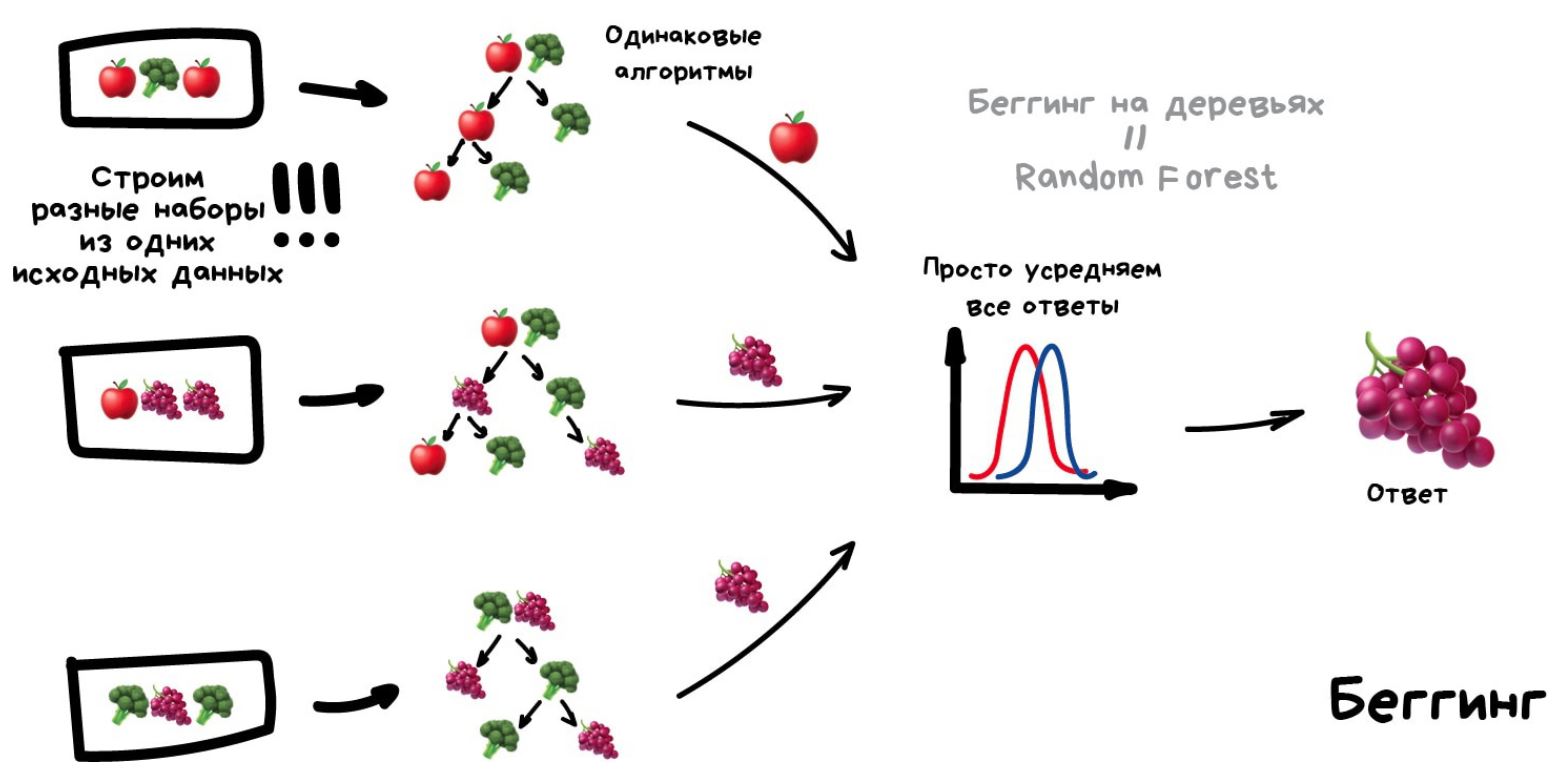 Одинаковые
алгоритмы
Беггинг на деревьях
=
Random Forest
Строим
разные наборы
из одних
исходных данных
!!!
Просто усредняем
все ответы
Ответ
Беггинг